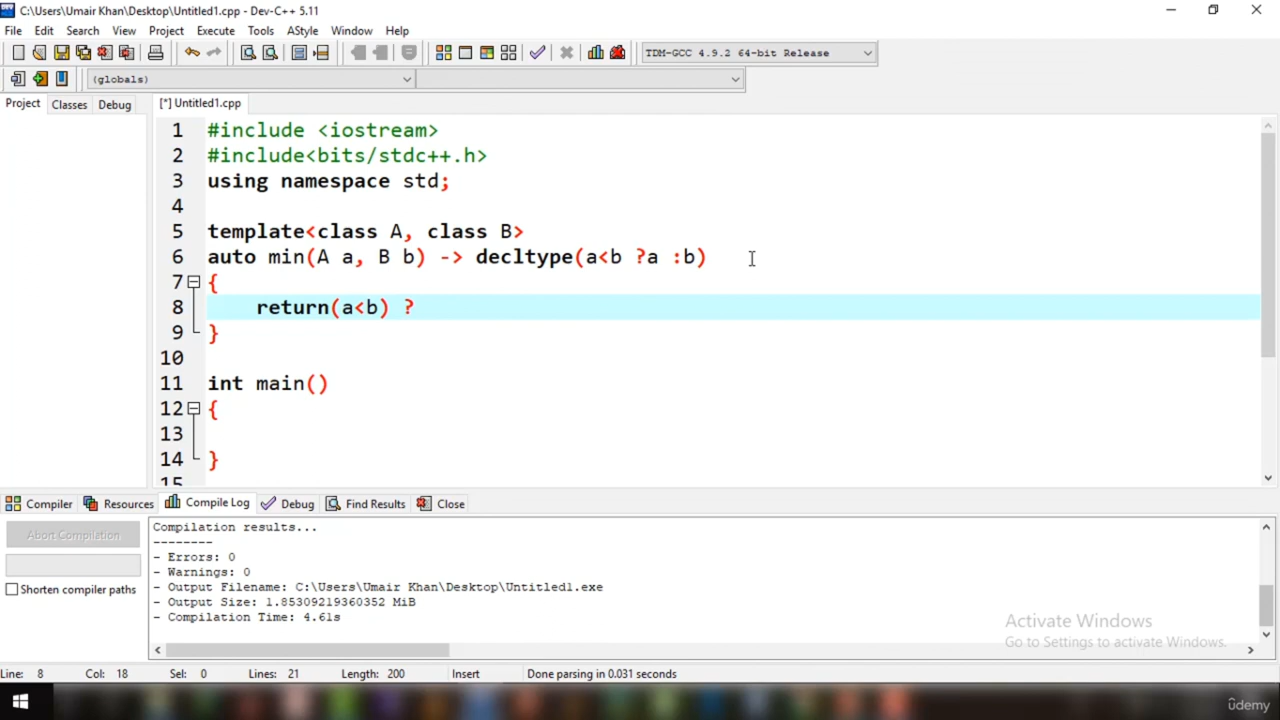 C:\Users\Umair Khan\Desktop\Untitled1.cpp - Dev-C++ 5.11
File Edit Search View Project Execute Tools AStyle Window Help
TDM-GCC 4.9.2 64-bit Release
(globals)
Project Classes Debug [*] Untitled1.cpp
1 #include <iostream>
2 #include<bits/stdc++.h>
3 using namespace std;
4
5 template<class A, class B>
6 auto min(A a, B b) -> decltype(a<b ?a :b)
7 {
8 return(a<b) ?
9 }
10
11 int main()
12 {
13
14 }
15
Compiler Resources Compile Log Debug Find Results Close
Abort Compilation
Shorten compiler paths
Compilation results...
--------
- Errors: 0
- Warnings: 0
- Output Filename: C:\Users\Umair Khan\Desktop\Untitled1.exe
- Output Size: 1.85309219360352 MiB
- Compilation Time: 4.61s
Activate Windows
Go to Settings to activate Windows.
Line: 8 Col: 18 Sel: 0 Lines: 21 Length: 200 Insert Done parsing in 0.031 seconds
ûdemy